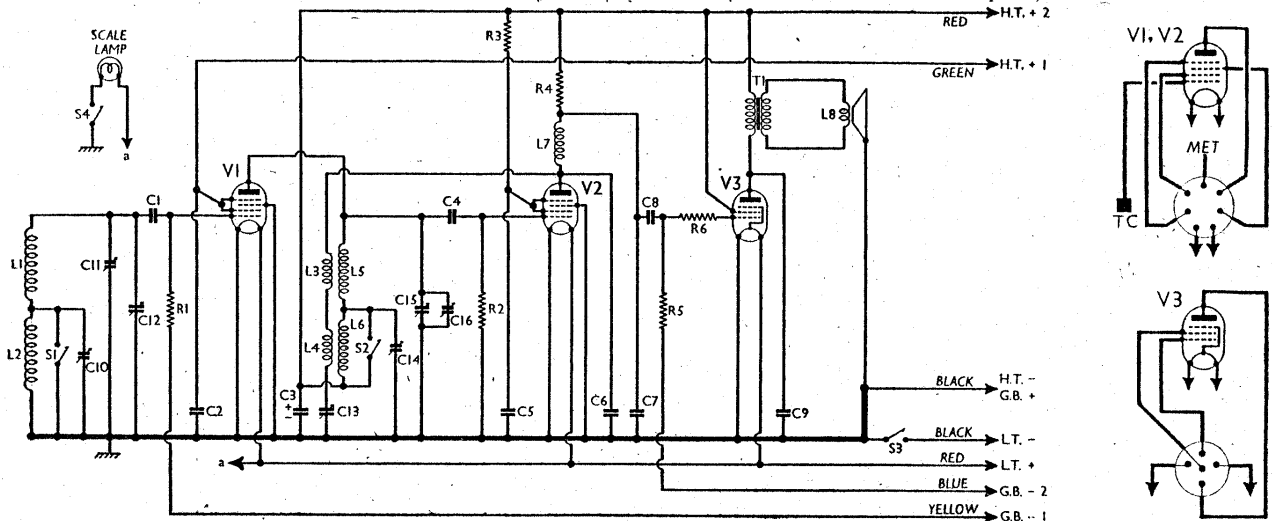 RED H.T. + 2
SCALE
LAMP
R3
V1, V2
GREEN H.T. + 1
R4
T1
S4
L8
a
L7
MET
V1
V2
V3
C1
C4
C8
R6
TC
L1
C11
L3
L5
C15
C16
R2
R5
V3
C12
R1
L2
S1
C10
L4
L6
S2
C14
C2
C3
+
-
C13
C5
C6
C7
C9
BLACK H.T. -
G.B. +
BLACK L.T. -
S3
a
RED L.T. +
BLUE G.B. - 2
YELLOW G.B. - 1